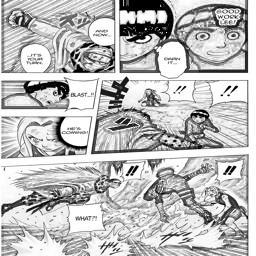 GOOD
WORK
LEE!
AND
NOW...
...IT'S
YOUR
TURN.
DARN
IT...
BLAST...!!
!!
HE'S
COMING!
!!
!!
!!
WHAT?!